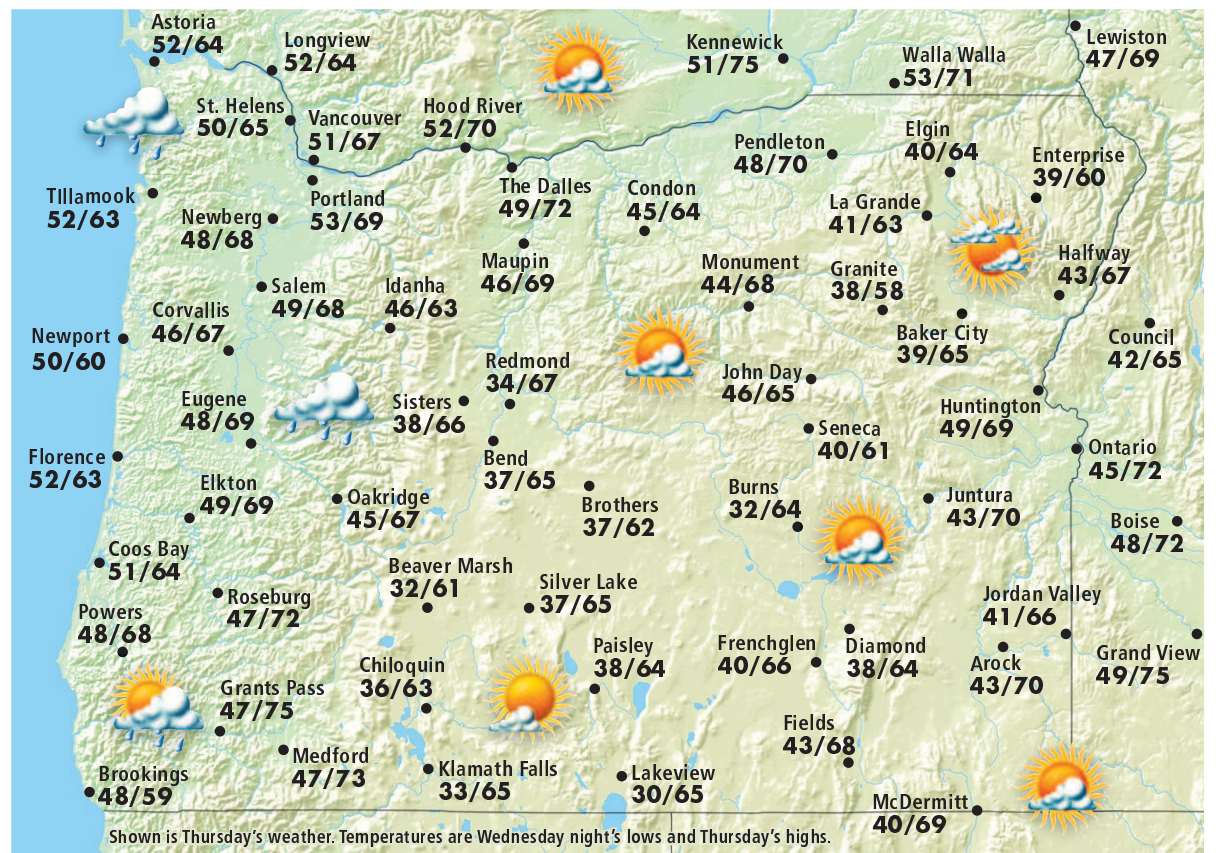 Astoria
52/64
Longview
52/64
Kennewick
51/75
Walla Walla
53/71
Lewiston
47/69
St. Helens
50/65
Vancouver
51/67
Hood River
52/70
Pendleton
48/70
Elgin
40/64
Enterprise
39/60
TIllamook
52/63
Newberg
48/68
Portland
53/69
The Dalles
49/72
Condon
45/64
La Grande
41/63
Maupin
46/69
Monument
44/68
Granite
38/58
Halfway
43/67
Salem
49/68
Idanha
46/63
Corvallis
46/67
Newport
50/60
Baker City
39/65
Council
42/65
Redmond
34/67
John Day
46/65
Eugene
48/69
Sisters
38/66
Huntington
49/69
Seneca
40/61
Florence
52/63
Bend
37/65
Ontario
45/72
Elkton
49/69
Oakridge
45/67
Brothers
37/62
Burns
32/64
Juntura
43/70
Boise
48/72
Coos Bay
51/64
Beaver Marsh
32/61
Silver Lake
37/65
Roseburg
47/72
Jordan Valley
41/66
Powers
48/68
Paisley
38/64
Frenchglen
40/66
Diamond
38/64
Arock
43/70
Grand View
49/75
Chiloquin
36/63
Grants Pass
47/75
Fields
43/68
Medford
47/73
Klamath Falls
33/65
Lakeview
30/65
Brookings
48/59
McDermitt
40/69
Shown is Thursday's weather. Temperatures are Wednesday night's lows and Thursday's highs.